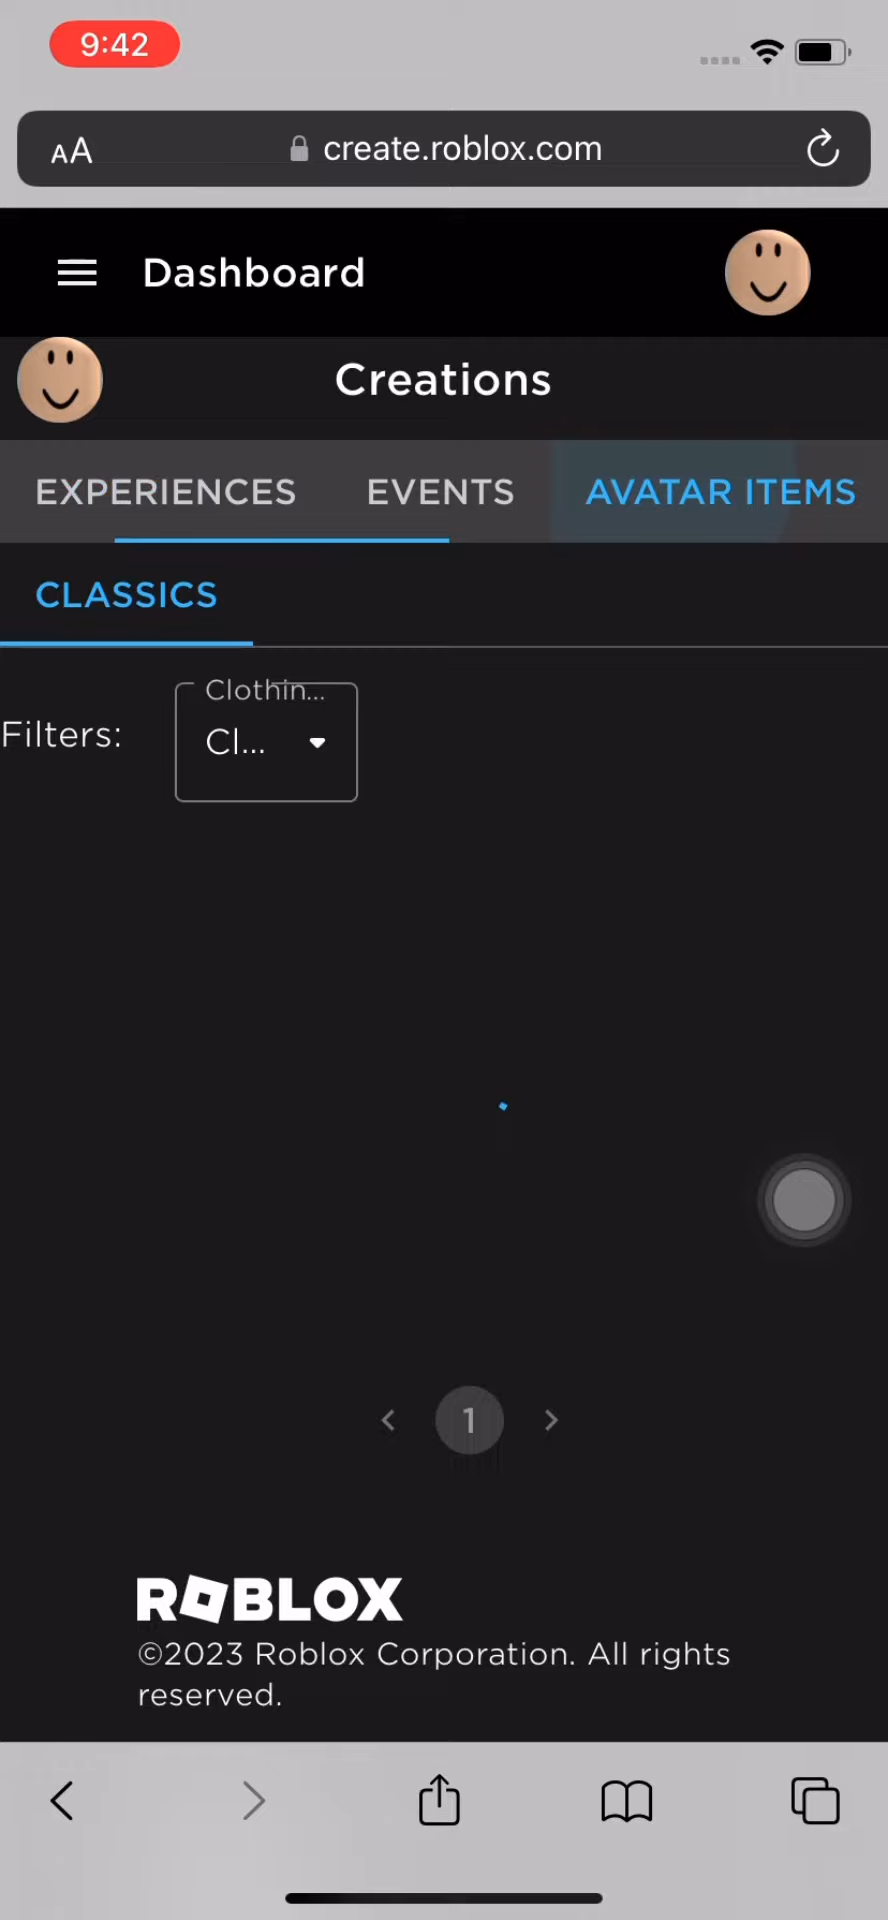 9:42
AA
create.roblox.com
Dashboard
Creations
EXPERIENCES EVENTS AVATAR ITEMS
CLASSICS
Clothin...
Filters:
Cl...
1
ROBLOX
©2023 Roblox Corporation. All rights
reserved.